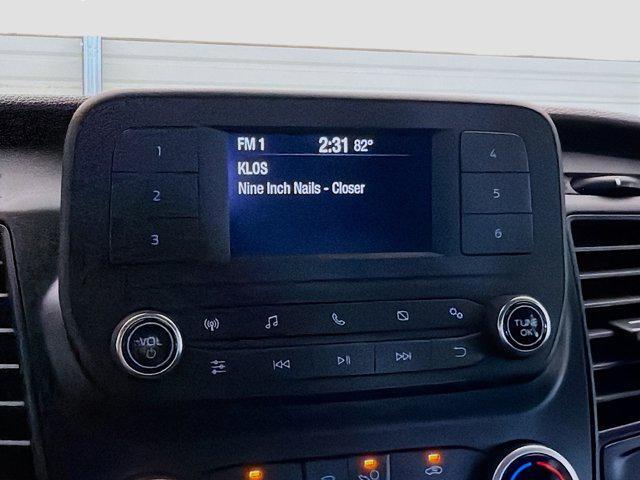 FM 1 2:31 82°
KLOS
Nine Inch Nails - Closer
1
2
3
4
5
6
VOL
TUNE
OK